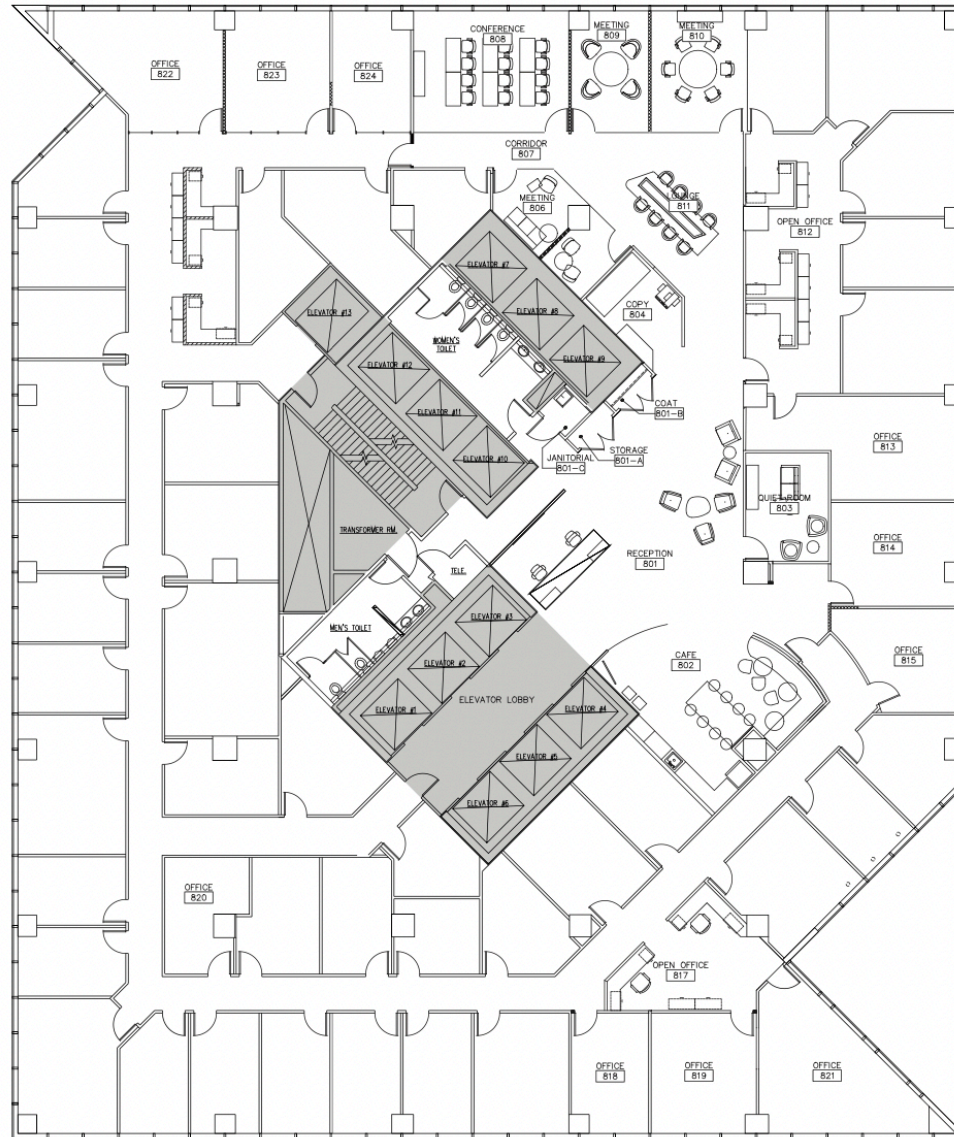 CONFERENCE
808
MEETING
809
MEETING
810
OFFICE
822
OFFICE
823
OFFICE
824
CORRIDOR
807
MEETING
806
LOUNGE
811
OPEN OFFICE
812
ELEVATOR #7
ELEVATOR #8
ELEVATOR #9
COPY
804
ELEVATOR #13
WOMEN'S
TOILET
ELEVATOR #12
ELEVATOR #11
ELEVATOR #10
COAT
801-B
STORAGE
801-A
JANITORIAL
801-C
OFFICE
813
QUIET ROOM
803
TRANSFORMER RM.
OFFICE
814
RECEPTION
801
TELE.
ELEVATOR #3
MEN'S TOILET
ELEVATOR #2
CAFE
802
OFFICE
815
ELEVATOR LOBBY
ELEVATOR #1
ELEVATOR #4
ELEVATOR #5
ELEVATOR #6
OFFICE
820
OPEN OFFICE
817
OFFICE
818
OFFICE
819
OFFICE
821